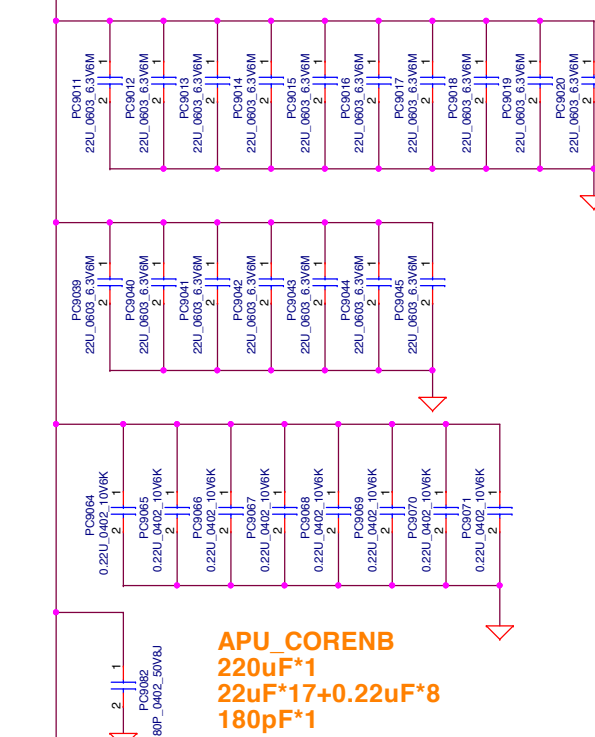 PC9011
22U_0603_6.3V6M
1
2
PC9012
22U_0603_6.3V6M
1
2
PC9013
22U_0603_6.3V6M
1
2
PC9014
22U_0603_6.3V6M
1
2
PC9015
22U_0603_6.3V6M
1
2
PC9016
22U_0603_6.3V6M
1
2
PC9017
22U_0603_6.3V6M
1
2
PC9018
22U_0603_6.3V6M
1
2
PC9019
22U_0603_6.3V6M
1
2
PC9020
22U_0603_6.3V6M
1
2
PC9039
22U_0603_6.3V6M
1
2
PC9040
22U_0603_6.3V6M
1
2
PC9041
22U_0603_6.3V6M
1
2
PC9042
22U_0603_6.3V6M
1
2
PC9043
22U_0603_6.3V6M
1
2
PC9044
22U_0603_6.3V6M
1
2
PC9045
22U_0603_6.3V6M
1
2
PC9064
0.22U_0402_10V6K
1
2
PC9065
0.22U_0402_10V6K
1
2
PC9066
0.22U_0402_10V6K
1
2
PC9067
0.22U_0402_10V6K
1
2
PC9068
0.22U_0402_10V6K
1
2
PC9069
0.22U_0402_10V6K
1
2
PC9070
0.22U_0402_10V6K
1
2
PC9071
0.22U_0402_10V6K
1
2
PC9082
80P_0402_50V8J
1
2
APU_CORENB
220uF*1
22uF*17+0.22uF*8
180pF*1